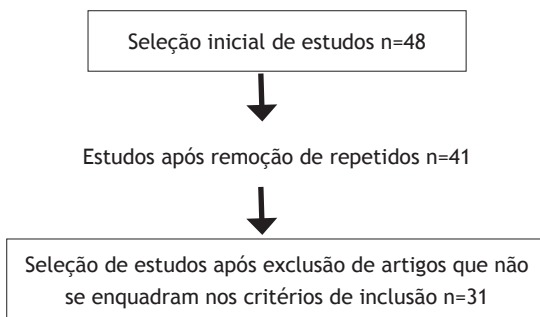 Seleção inicial de estudos n=48
Estudos após remoção de repetidos n=41
Seleção de estudos após exclusão de artigos que não
se enquadram nos critérios de inclusão n=31